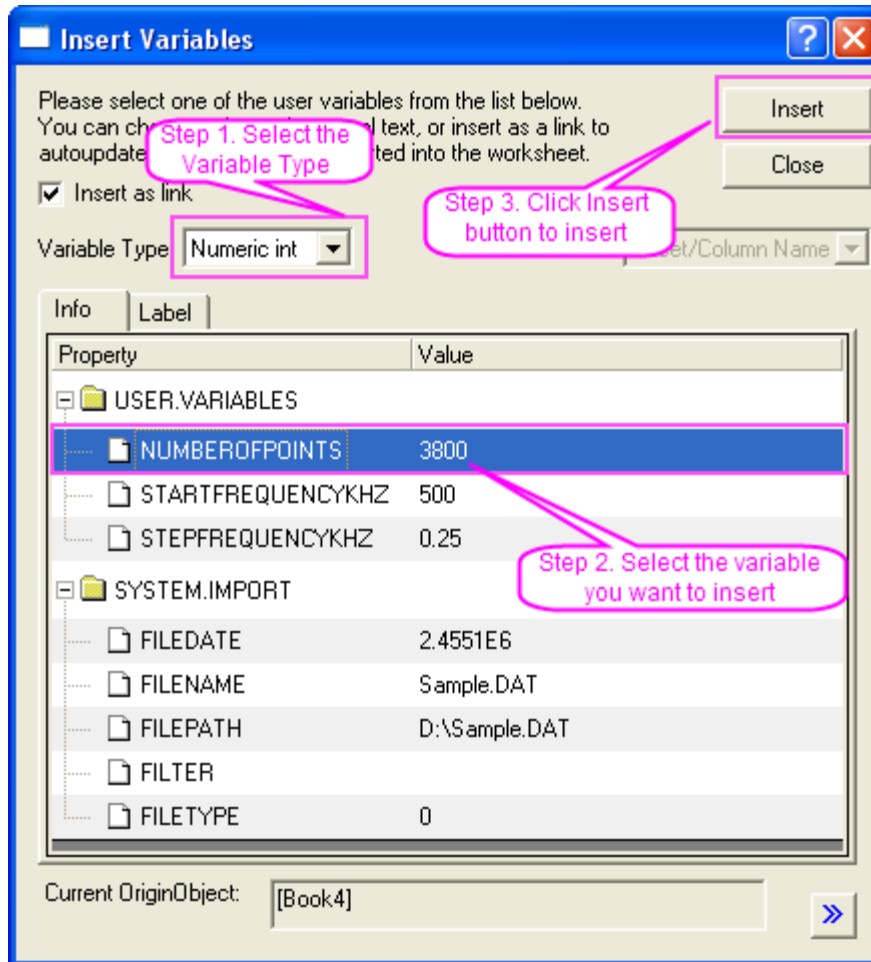 Insert Variables
Please select one of the user variables from the list below.
You can
text, or insert as a link to
autoupdate
into the worksheet.
Step 1. Select the
Variable Type
Insert
Close
Insert as link
Step 3. Click Insert
button to insert
Variable Type
Numeric int
/Column Name
Info
Label
Property
Value
USER.VARIABLES
NUMBEROFPOINTS
3800
STARTFREQUENCYKHZ
500
STEPFREQUENCYKHZ
0.25
Step 2. Select the variable
you want to insert
SYSTEM.IMPORT
FILEDATE
2.4551E6
FILENAME
Sample.DAT
FILEPATH
D:\Sample.DAT
FILTER
FILETYPE
0
Current OriginObject:
[Book4]